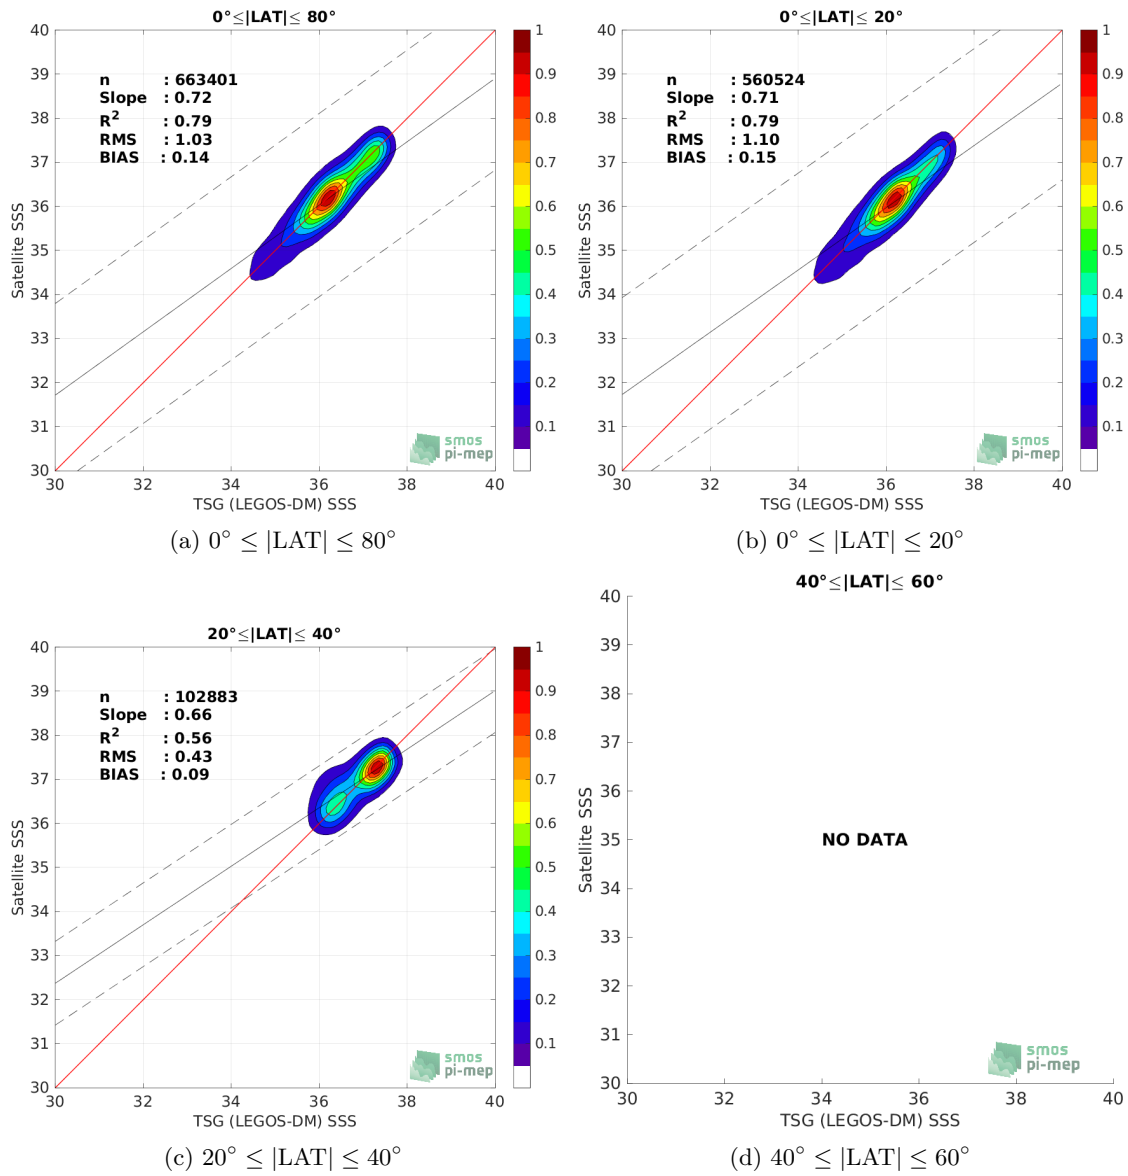 0°≤|LAT|≤ 80°
n : 663401
Slope : 0.72
R2 : 0.79
RMS : 1.03
BIAS : 0.14
40
39
38
37
36
35
34
33
32
31
30
Satellite SSS
30 32 34 36 38 40
TSG (LEGOS-DM) SSS
1
0.9
0.8
0.7
0.6
0.5
0.4
0.3
0.2
0.1
smos
pi-mep
(a) 0° ≤ |LAT| ≤ 80°
0°≤|LAT|≤ 20°
n : 560524
Slope : 0.71
R2 : 0.79
RMS : 1.10
BIAS : 0.15
40
39
38
37
36
35
34
33
32
31
30
Satellite SSS
30 32 34 36 38 40
TSG (LEGOS-DM) SSS
1
0.9
0.8
0.7
0.6
0.5
0.4
0.3
0.2
0.1
smos
pi-mep
(b) 0° ≤ |LAT| ≤ 20°
20°≤|LAT|≤ 40°
n : 102883
Slope : 0.66
R2 : 0.56
RMS : 0.43
BIAS : 0.09
40
39
38
37
36
35
34
33
32
31
30
Satellite SSS
30 32 34 36 38 40
TSG (LEGOS-DM) SSS
1
0.9
0.8
0.7
0.6
0.5
0.4
0.3
0.2
0.1
smos
pi-mep
(c) 20° ≤ |LAT| ≤ 40°
40°≤|LAT|≤ 60°
40
39
38
37
36
35
34
33
32
31
30
Satellite SSS
NO DATA
30 32 34 36 38 40
TSG (LEGOS-DM) SSS
smos
pi-mep
(d) 40° ≤ |LAT| ≤ 60°